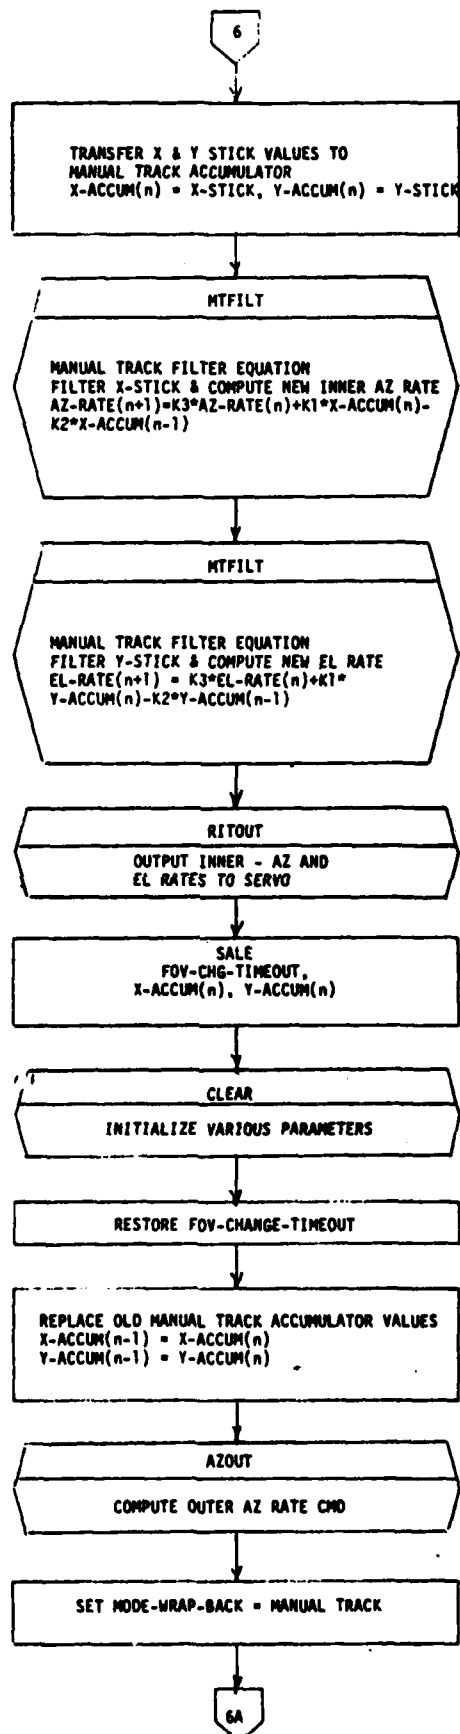 6
TRANSFER X & Y STICK VALUES TO
MANUAL TRACK ACCUMULATOR
X-ACCUM(n) = X-STICK, Y-ACCUM(n) = Y-STICK
MTFILT
MANUAL TRACK FILTER EQUATION
FILTER X-STICK & COMPUTE NEW INNER AZ RATE
AZ-RATE(n+1)=K3*AZ-RATE(n)+K1*X-ACCUM(n)-
K2*X-ACCUM(n-1)
MTFILT
MANUAL TRACK FILTER EQUATION
FILTER Y-STICK & COMPUTE NEW EL RATE
EL-RATE(n+1) = K3*EL-RATE(n)+K1*
Y-ACCUM(n)-K2*Y-ACCUM(n-1)
RITOUT
OUTPUT INNER - AZ AND
EL RATES TO SERVO
SALE
FOV-CHG-TIMEOUT,
X-ACCUM(n), Y-ACCUM(n)
CLEAR
INITIALIZE VARIOUS PARAMETERS
RESTORE FOV-CHANGE-TIMEOUT
REPLACE OLD MANUAL TRACK ACCUMULATOR VALUES
X-ACCUM(n-1) = X-ACCUM(n)
Y-ACCUM(n-1) = Y-ACCUM(n)
AZOUT
COMPUTE OUTER AZ RATE CMD
SET MODE-WRAP-BACK = MANUAL TRACK
6A